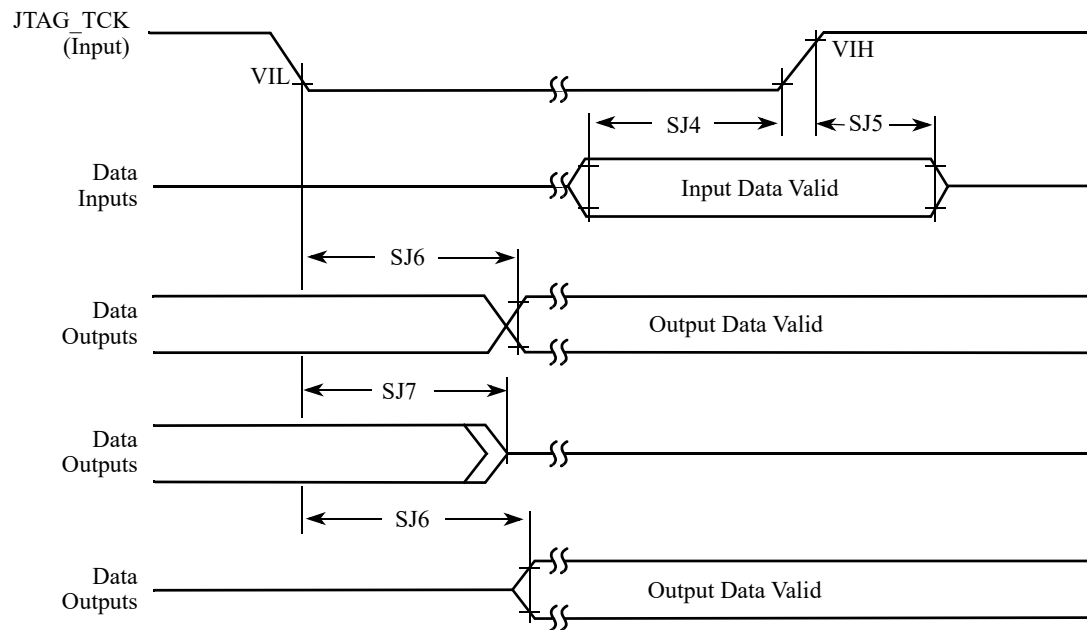 JTAG_TCK
(Input)
VIL
VIH
SJ4
SJ5
Data
Inputs
Input Data Valid
SJ6
Data
Outputs
Output Data Valid
SJ7
Data
Outputs
SJ6
Data
Outputs
Output Data Valid